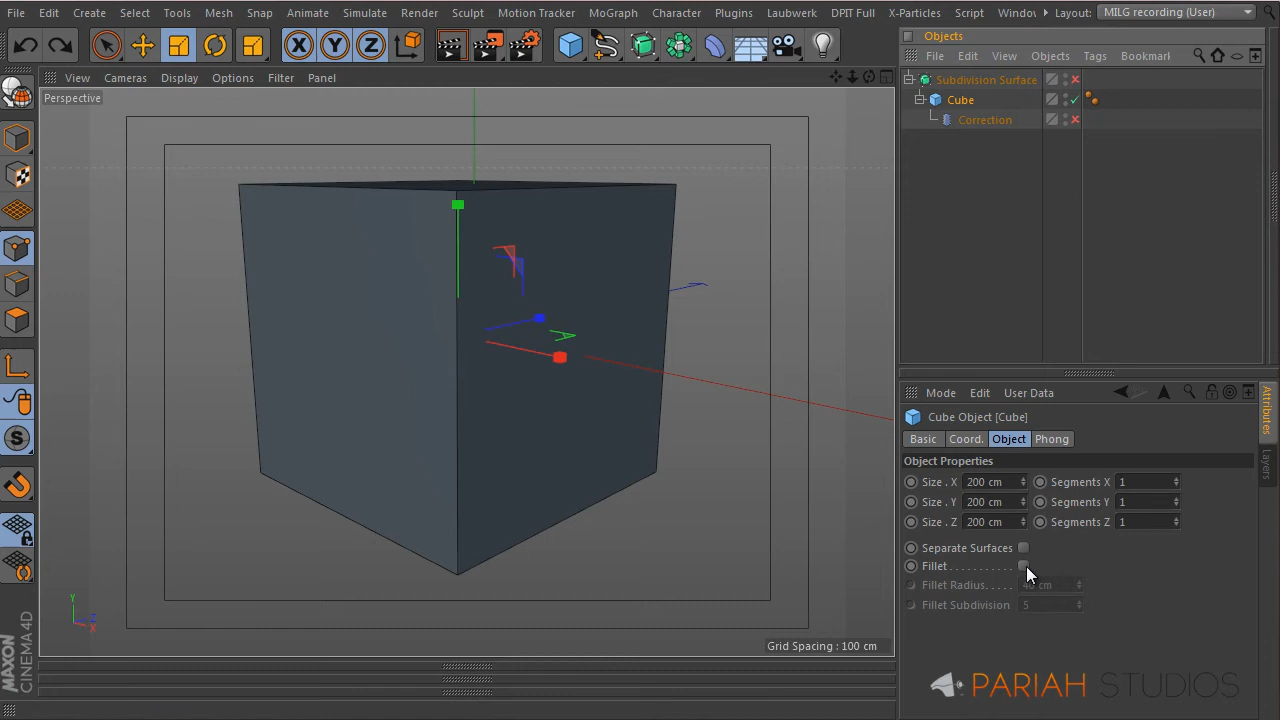 File Edit Create Select Tools Mesh Snap Animate Simulate Render Sculpt Motion Tracker MoGraph Character Plugins Laubwerk DPIT Full X-Particles Script Window Layout: MILG recording (User)
X Y Z
View Cameras Display Options Filter Panel
Perspective
Objects
File Edit View Objects Tags Bookmark
Subdivision Surface
Cube
Correction
Mode Edit User Data
Cube Object [Cube]
Basic Coord. Object Phong
Object Properties
Size . X 200 cm Segments X 1
Size . Y 200 cm Segments Y 1
Size . Z 200 cm Segments Z 1
Separate Surfaces
Fillet
Fillet Radius 40 cm
Fillet Subdivision 5
Attributes
Layers
S
Y
Z
X
Grid Spacing : 100 cm
MAXON
CINEMA 4D
PARIAH STUDIOS